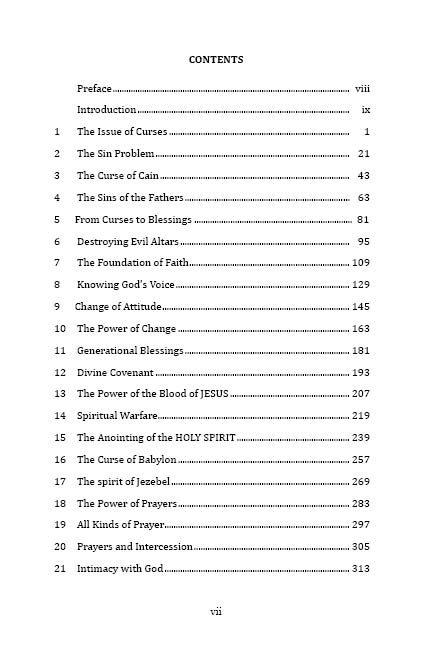 CONTENTS
Preface viii
Introduction ix
1 The Issue of Curses 1
2 The Sin Problem 21
3 The Curse of Cain 43
4 The Sins of the Fathers 63
5 From Curses to Blessings 81
6 Destroying Evil Altars 95
7 The Foundation of Faith 109
8 Knowing God's Voice 129
9 Change of Attitude 145
10 The Power of Change 163
11 Generational Blessings 181
12 Divine Covenant 193
13 The Power of the Blood of JESUS 207
14 Spiritual Warfare 219
15 The Anointing of the HOLY SPIRIT 239
16 The Curse of Babylon 257
17 The spirit of Jezebel 269
18 The Power of Prayers 283
19 All Kinds of Prayer 297
20 Prayers and Intercession 305
21 Intimacy with God 313
vii